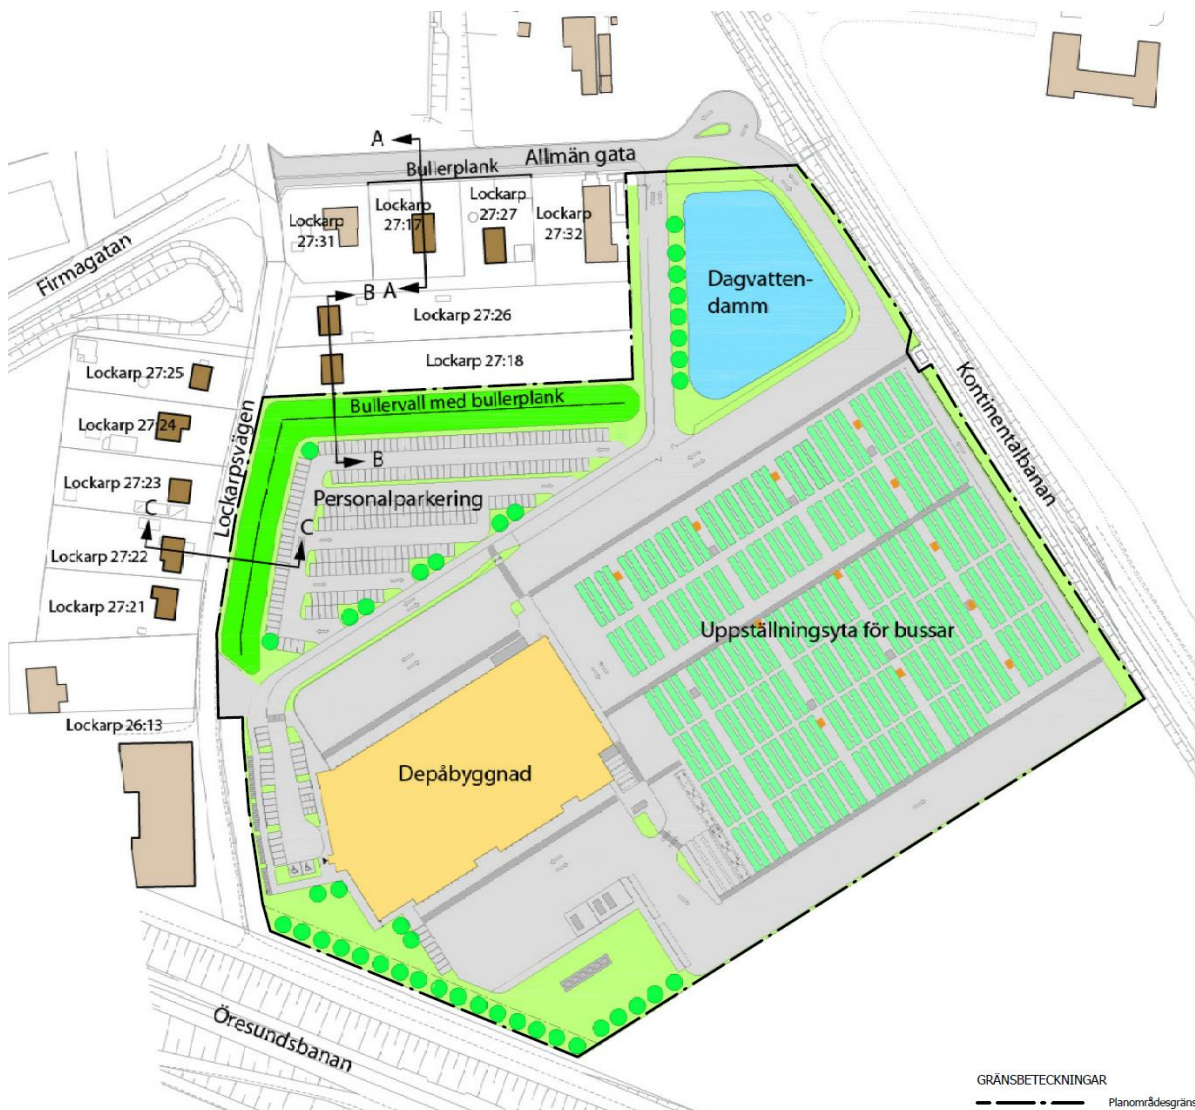 A
Bullerplank
Allmän gata
Lockarp
27:31
Lockarp
27:17
Lockarp
27:27
Lockarp
27:32
Firmagatan
B
A
Lockarp 27:26
Dagvatten-
damm
Lockarp 27:25
Lockarp 27:18
Kontinentalbanan
Bullervall med bullerplank
Lockarp 27:24
Lockarpsvägen
B
Lockarp 27:23
Personalparkering
C
C
Lockarp 27:22
Lockarp 27:21
Uppställningsyta för bussar
Lockarp 26:13
Depåbyggnad
Öresundsbanan
GRÄNSBETECKNINGAR
Planområdesgräns